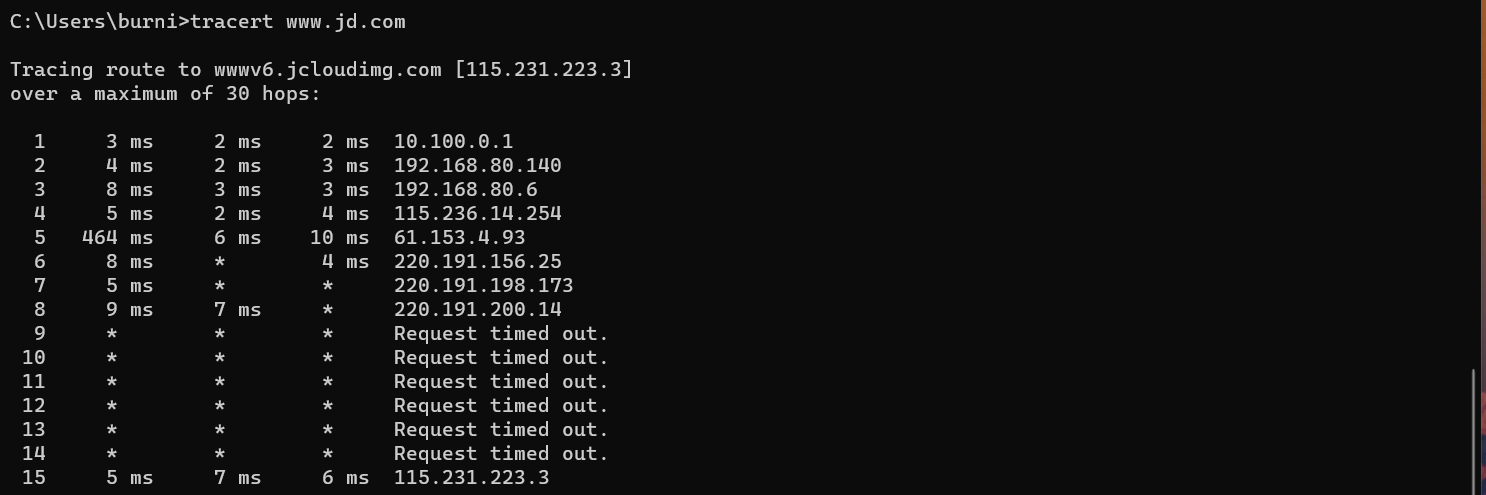 C:\Users\burni>tracert www.jd.com
Tracing route to wwwv6.jcloudimg.com [115.231.223.3]
over a maximum of 30 hops:
1 3 ms 2 ms 2 ms 10.100.0.1
2 4 ms 2 ms 3 ms 192.168.80.140
3 8 ms 3 ms 3 ms 192.168.80.6
4 5 ms 2 ms 4 ms 115.236.14.254
5 464 ms 6 ms 10 ms 61.153.4.93
6 8 ms * 4 ms 220.191.156.25
7 5 ms * * 220.191.198.173
8 9 ms 7 ms * 220.191.200.14
9 * * * Request timed out.
10 * * * Request timed out.
11 * * * Request timed out.
12 * * * Request timed out.
13 * * * Request timed out.
14 * * * Request timed out.
15 5 ms 7 ms 6 ms 115.231.223.3